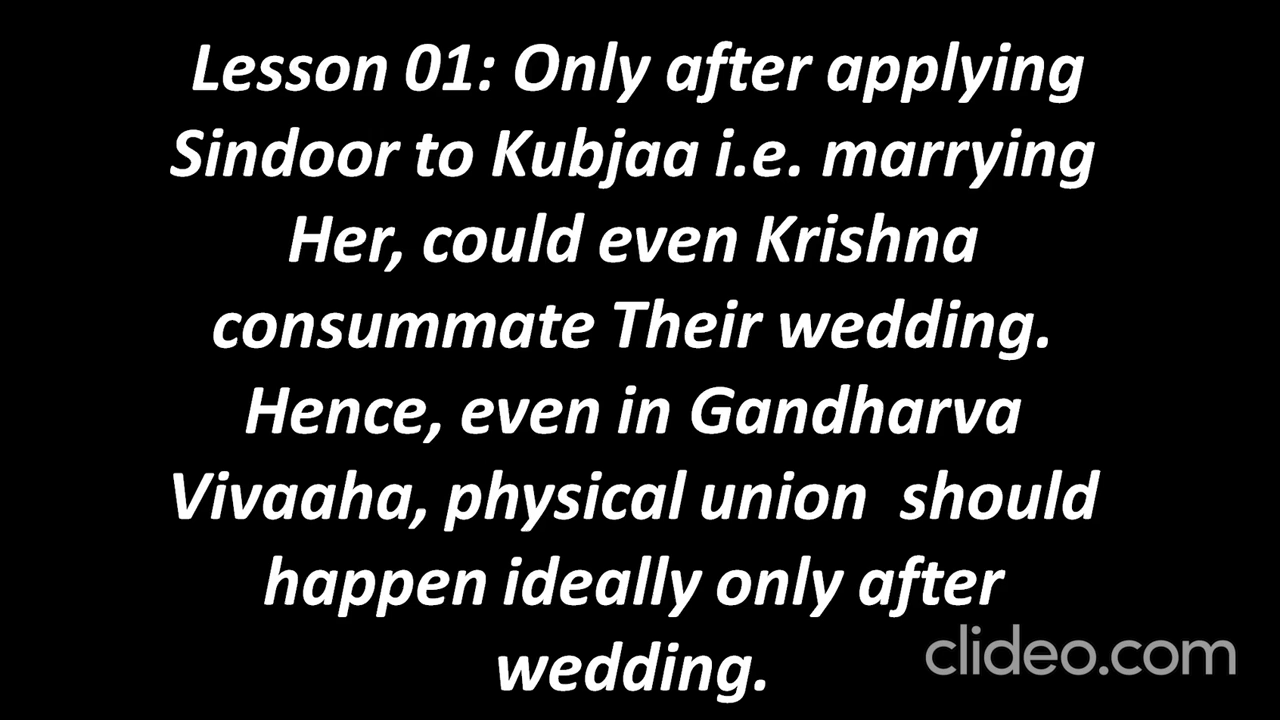 Lesson 01: Only after applying
Sindoor to Kubjaa i.e. marrying
Her, could even Krishna
consummate Their wedding.
Hence, even in Gandharva
Vivaaha, physical union  should
happen ideally only after
wedding.
clideo.com